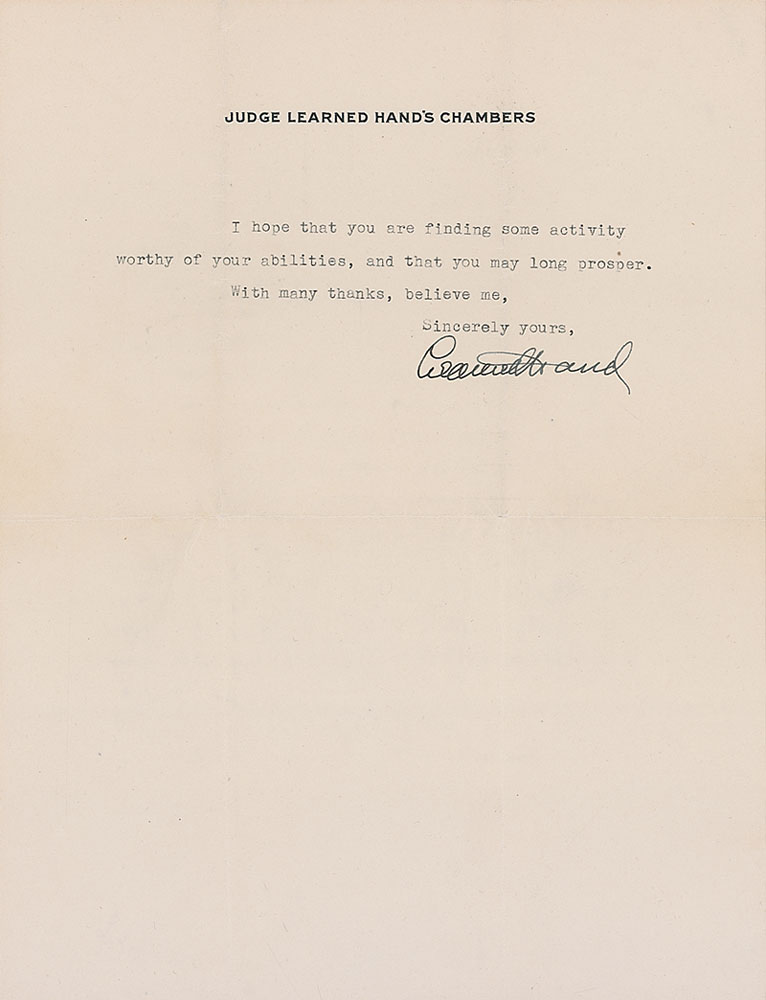 JUDGE LEARNED HAND'S CHAMBERS
I hope that you are finding some activity
worthy of your abilities, and that you may long prosper.
With many thanks, believe me,
Sincerely yours,
Learned Hand